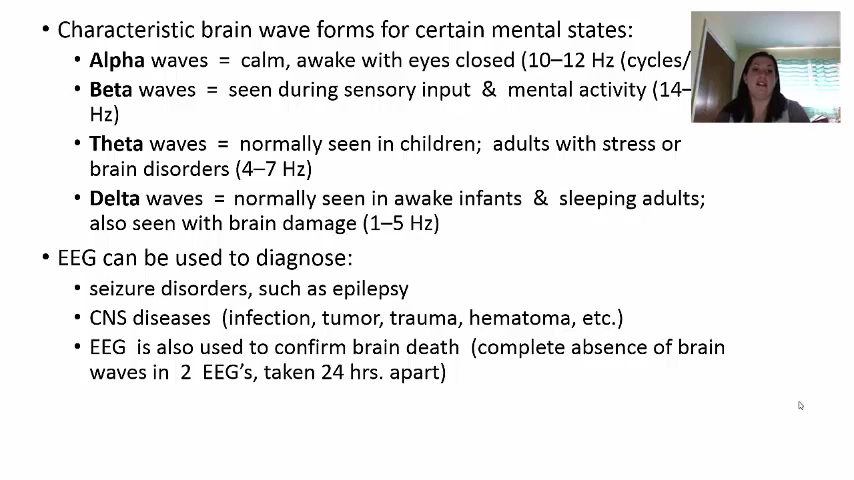 • Characteristic brain wave forms for certain mental states:
• Alpha waves = calm, awake with eyes closed (10–12 Hz (cycles/
• Beta waves = seen during sensory input & mental activity (14–
Hz)
• Theta waves = normally seen in children; adults with stress or
brain disorders (4–7 Hz)
• Delta waves = normally seen in awake infants & sleeping adults;
also seen with brain damage (1–5 Hz)
• EEG can be used to diagnose:
• seizure disorders, such as epilepsy
• CNS diseases (infection, tumor, trauma, hematoma, etc.)
• EEG is also used to confirm brain death (complete absence of brain
waves in 2 EEG's, taken 24 hrs. apart)